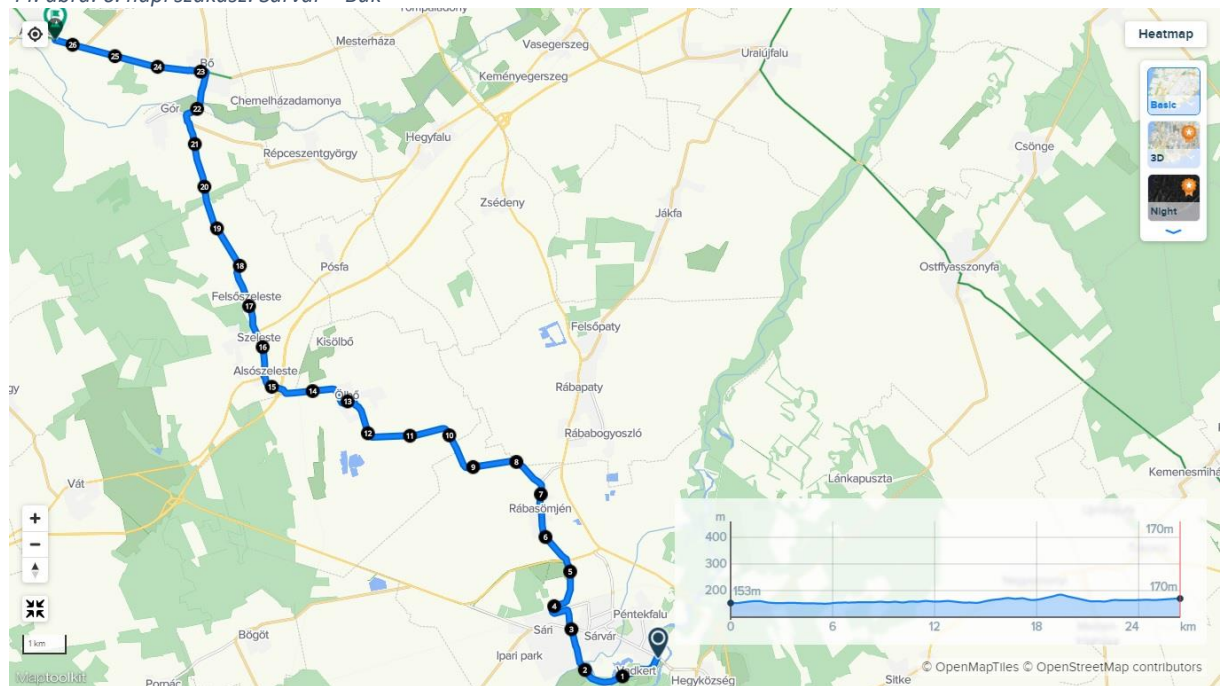 Mesterháza
Vasegerszeg
Uraiújfalu
Heatmap
Keményegerszeg
Basic
Bő
Chemelházadamonya
Gór
Hegyfalu
Répceszentgyörgy
Csönge
3D
Night
Zsédeny
Jákfa
Pósfa
Ostffyasszonyfa
Felsőszeleste
Szeleste
Kisölbő
Felsőpaty
Alsószeleste
Ölbő
Rábapaty
Rábabogyoszló
Vát
Lánkapuszta
Rábasömjén
Péntekfalu
Sári
Sárvár
Ipari park
Bögöt
Vadkert
Hegyközség
Sitke
26
25
24
23
22
21
20
19
18
17
16
15
14
13
12
11
10
9
8
7
6
5
4
3
2
1
+
−
1 km
Maptoolkit
m
400
300
200
153m
170m
170m
0 6 12 18 24 km
© OpenMapTiles © OpenStreetMap contributors